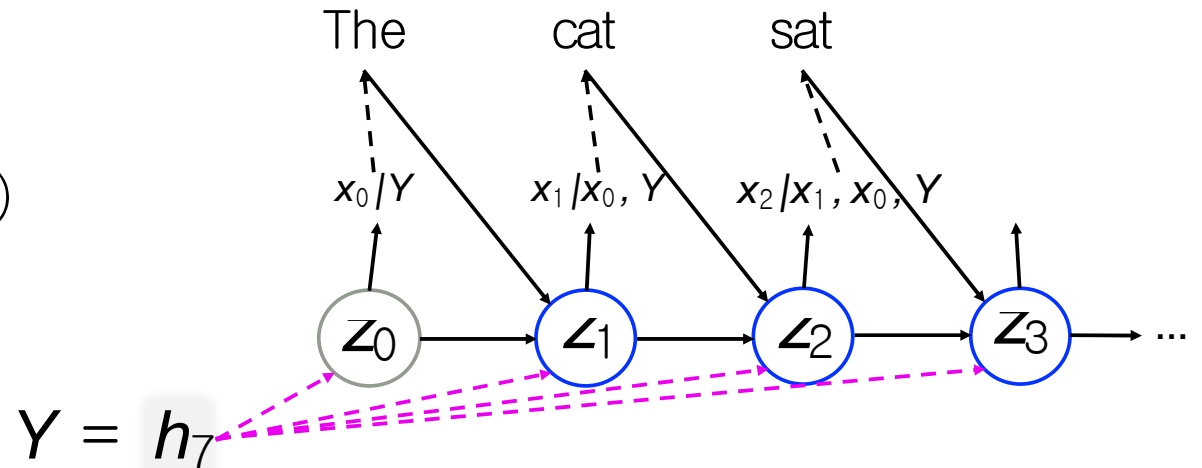 The cat sat
x₀/Y x₁/x₀, Y x₂/x₁, x₀, Y
z₀ z₁ z₂ z₃ ...
Y = h₇